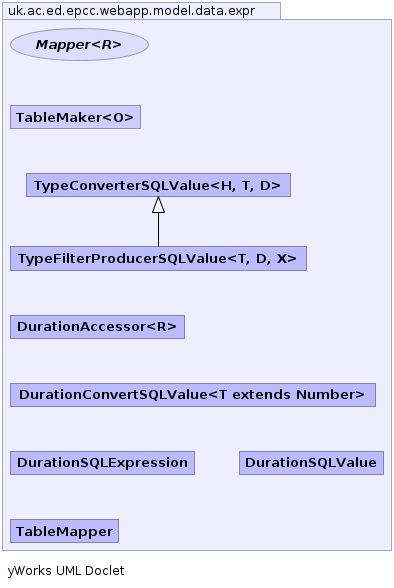 uk.ac.ed.epcc.webapp.model.data.expr
Mapper<R>
TableMaker<O>
TypeConverterSQLValue<H, T, D>
TypeFilterProducerSQLValue<T, D, X>
DurationAccessor<R>
DurationConvertSQLValue<T extends Number>
DurationSQLExpression
DurationSQLValue
TableMapper
yWorks UML Doclet